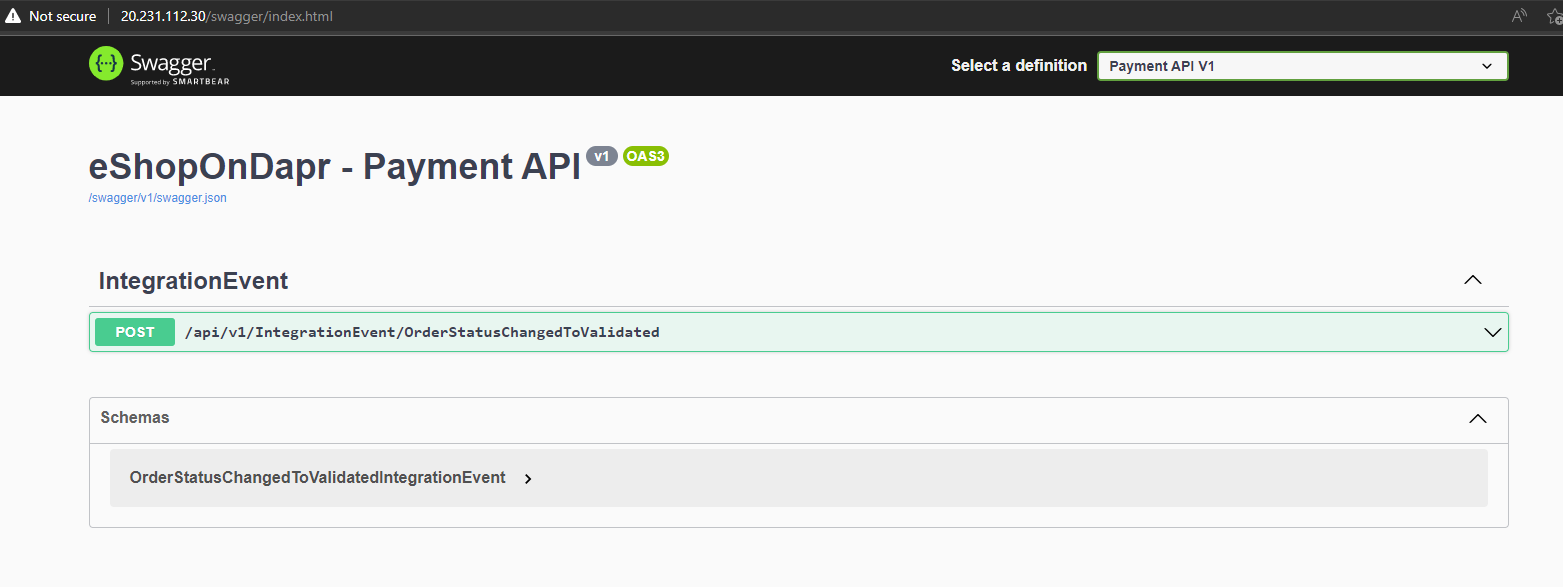 Not secure 20.231.112.30/swagger/index.html A
Swagger. Select a definition Payment API V1
Supported by SMARTBEAR
eShopOnDapr - Payment API v1 OAS3
/swagger/v1/swagger.json
IntegrationEvent
POST /api/v1/IntegrationEvent/OrderStatusChangedToValidated
Schemas
OrderStatusChangedToValidatedIntegrationEvent